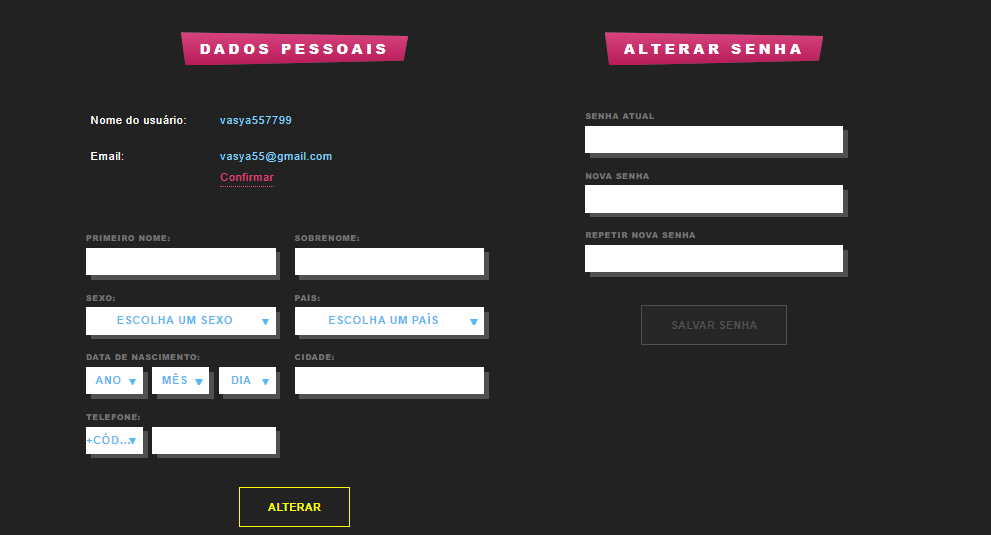 DADOS PESSOAIS
Nome do usuário: vasya557799
Email: vasya55@gmail.com
Confirmar
PRIMEIRO NOME: SOBRENOME:
SEXO: PAÍS:
ESCOLHA UM SEXO ESCOLHA UM PAÍS
DATA DE NASCIMENTO: CIDADE:
ANO MÊS DIA
TELEFONE:
+CÓD...
ALTERAR
ALTERAR SENHA
SENHA ATUAL
NOVA SENHA
REPETIR NOVA SENHA
SALVAR SENHA